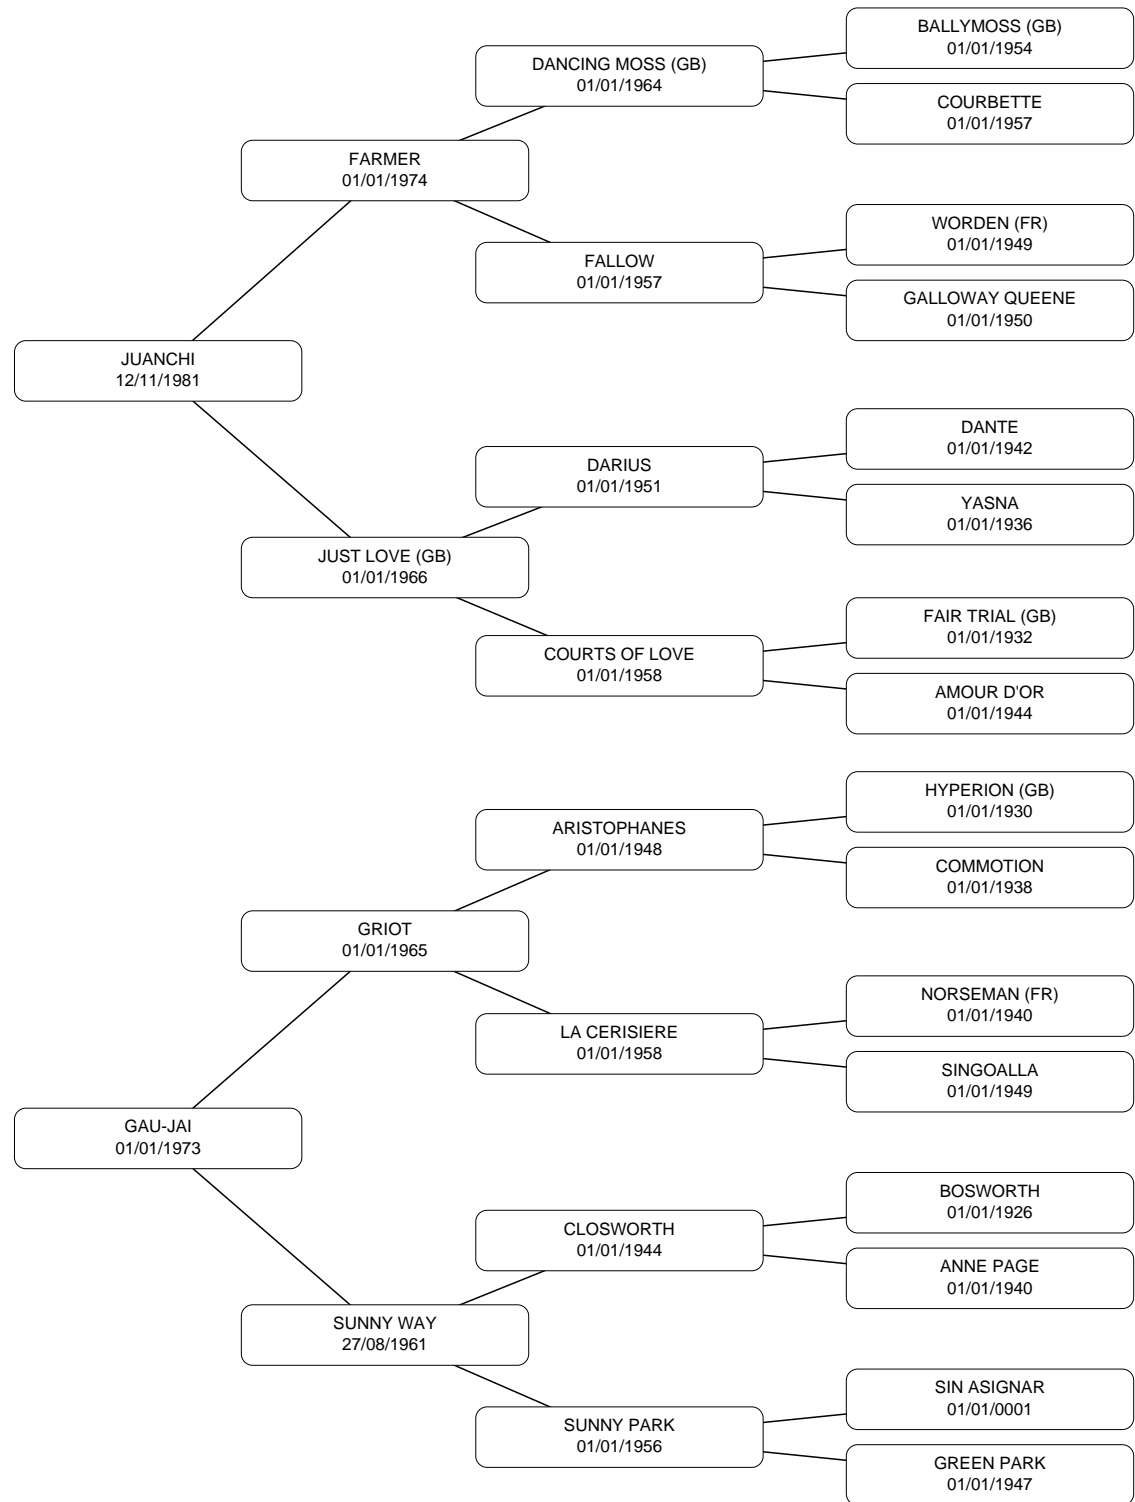 BALLYMOSS (GB)
01/01/1954
DANCING MOSS (GB)
01/01/1964
COURBETTE
01/01/1957
FARMER
01/01/1974
WORDEN (FR)
01/01/1949
FALLOW
01/01/1957
GALLOWAY QUEENE
01/01/1950
JUANCHI
12/11/1981
DANTE
01/01/1942
DARIUS
01/01/1951
YASNA
01/01/1936
JUST LOVE (GB)
01/01/1966
FAIR TRIAL (GB)
01/01/1932
COURTS OF LOVE
01/01/1958
AMOUR D'OR
01/01/1944
HYPERION (GB)
01/01/1930
ARISTOPHANES
01/01/1948
COMMOTION
01/01/1938
GRIOT
01/01/1965
NORSEMAN (FR)
01/01/1940
LA CERISIERE
01/01/1958
SINGOALLA
01/01/1949
GAU-JAI
01/01/1973
BOSWORTH
01/01/1926
CLOSWORTH
01/01/1944
ANNE PAGE
01/01/1940
SUNNY WAY
27/08/1961
SIN ASIGNAR
01/01/0001
SUNNY PARK
01/01/1956
GREEN PARK
01/01/1947